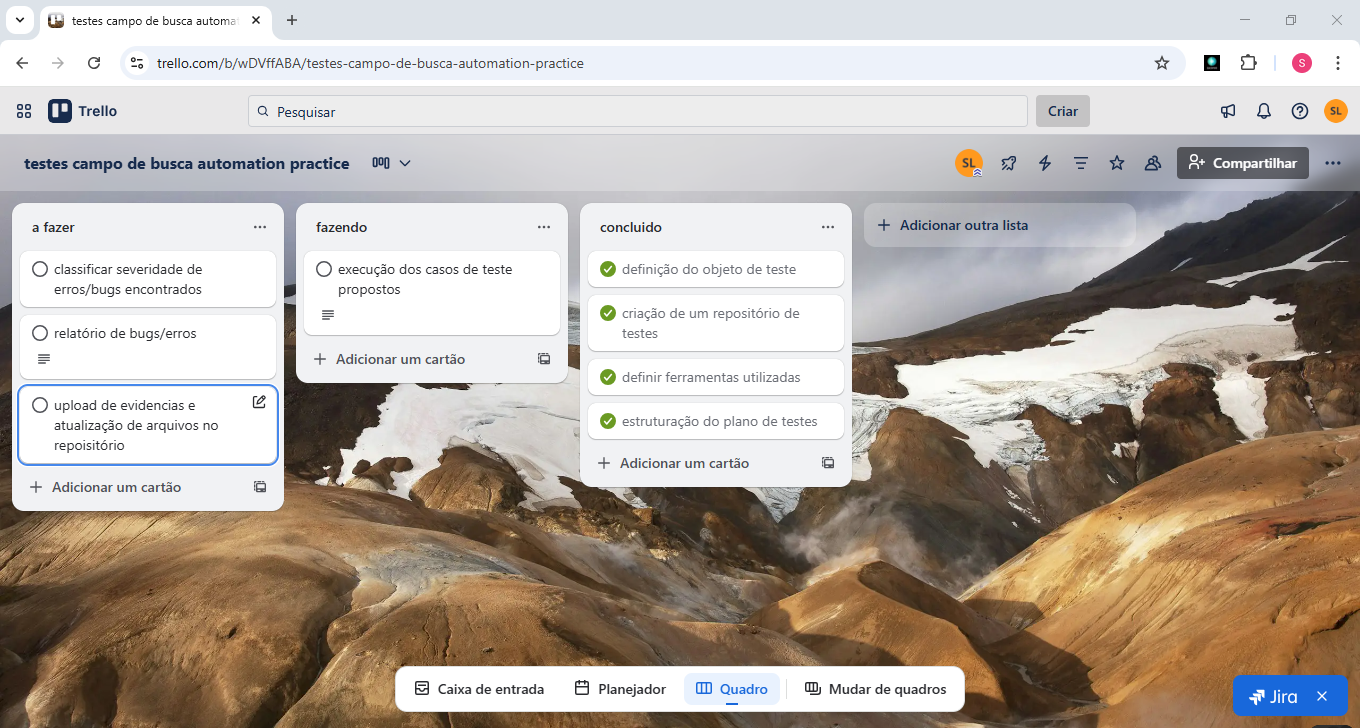 testes campo de busca automat
trello.com/b/wDVffABA/testes-campo-de-busca-automation-practice
S
Trello
Pesquisar
Criar
SL
testes campo de busca automation practice
SL
Compartilhar
a fazer
classificar severidade de
erros/bugs encontrados
relatório de bugs/erros
upload de evidencias e
atualização de arquivos no
repoisitório
Adicionar um cartão
fazendo
execução dos casos de teste
propostos
Adicionar um cartão
concluido
definição do objeto de teste
criação de um repositório de
testes
definir ferramentas utilizadas
estruturação do plano de testes
Adicionar um cartão
Adicionar outra lista
Caixa de entrada
Planejador
Quadro
Mudar de quadros
Jira